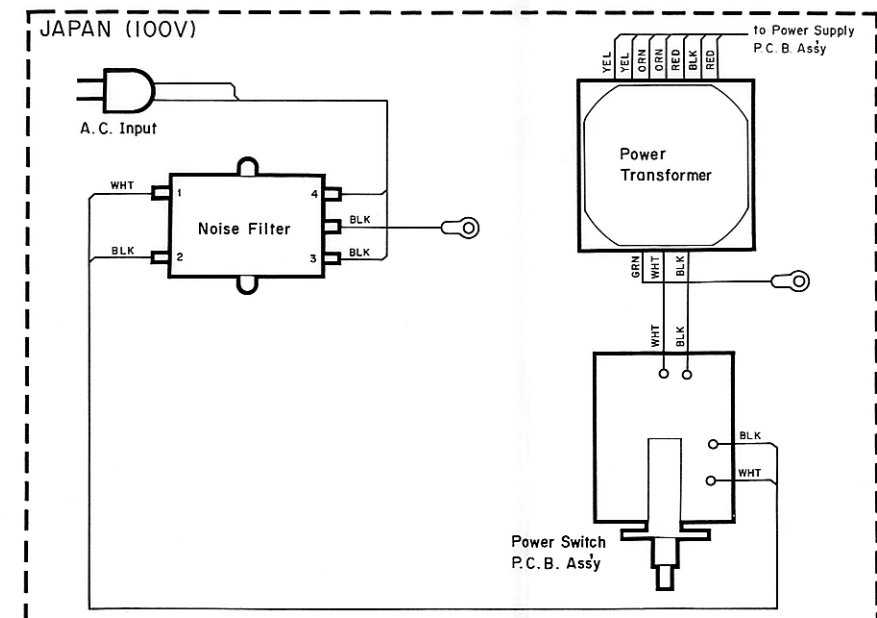 JAPAN (100V)
to Power Supply
P.C.B. Ass'y
YEL
YEL
ORN
ORN
RED
BLK
RED
A.C. Input
Power
Transformer
WHT
1
4
Noise Filter
BLK
BLK
2
3
BLK
GRN
WHT
BLK
WHT
BLK
BLK
WHT
Power Switch
P.C.B. Ass'y